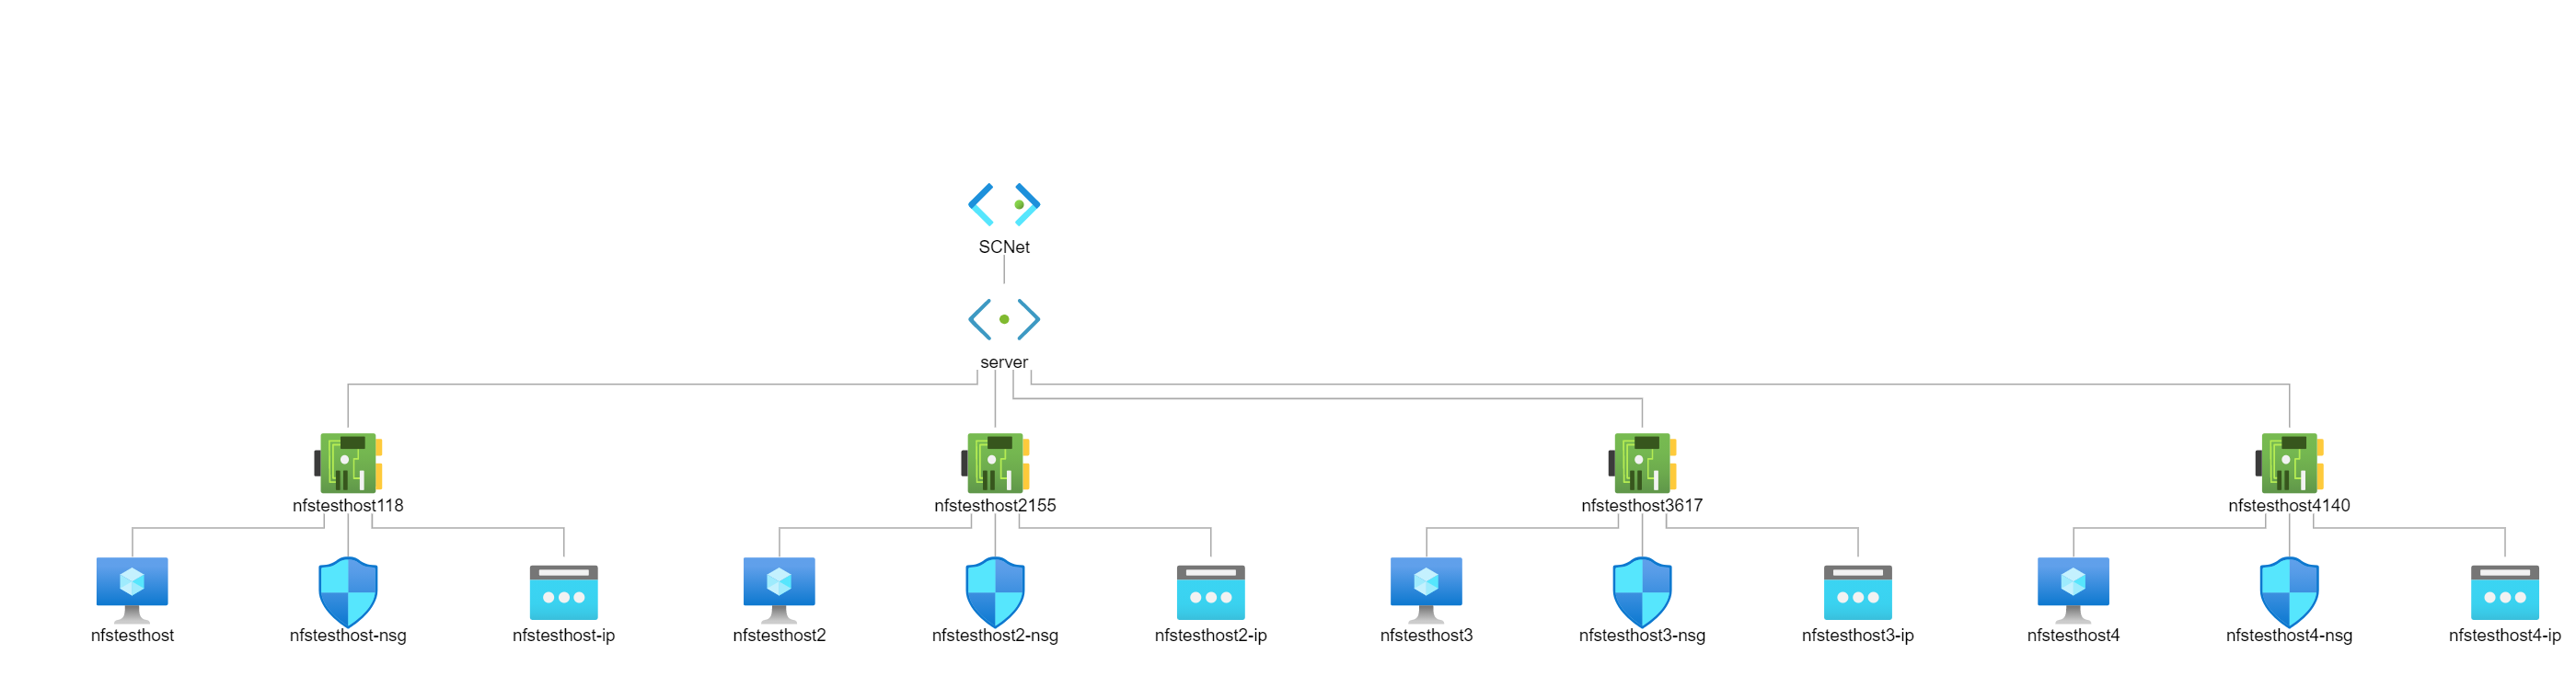 SCNet
server
nfstesthost118
nfstesthost2155
nfstesthost3617
nfstesthost4140
nfstesthost
nfstesthost-nsg
nfstesthost-ip
nfstesthost2
nfstesthost2-nsg
nfstesthost2-ip
nfstesthost3
nfstesthost3-nsg
nfstesthost3-ip
nfstesthost4
nfstesthost4-nsg
nfstesthost4-ip